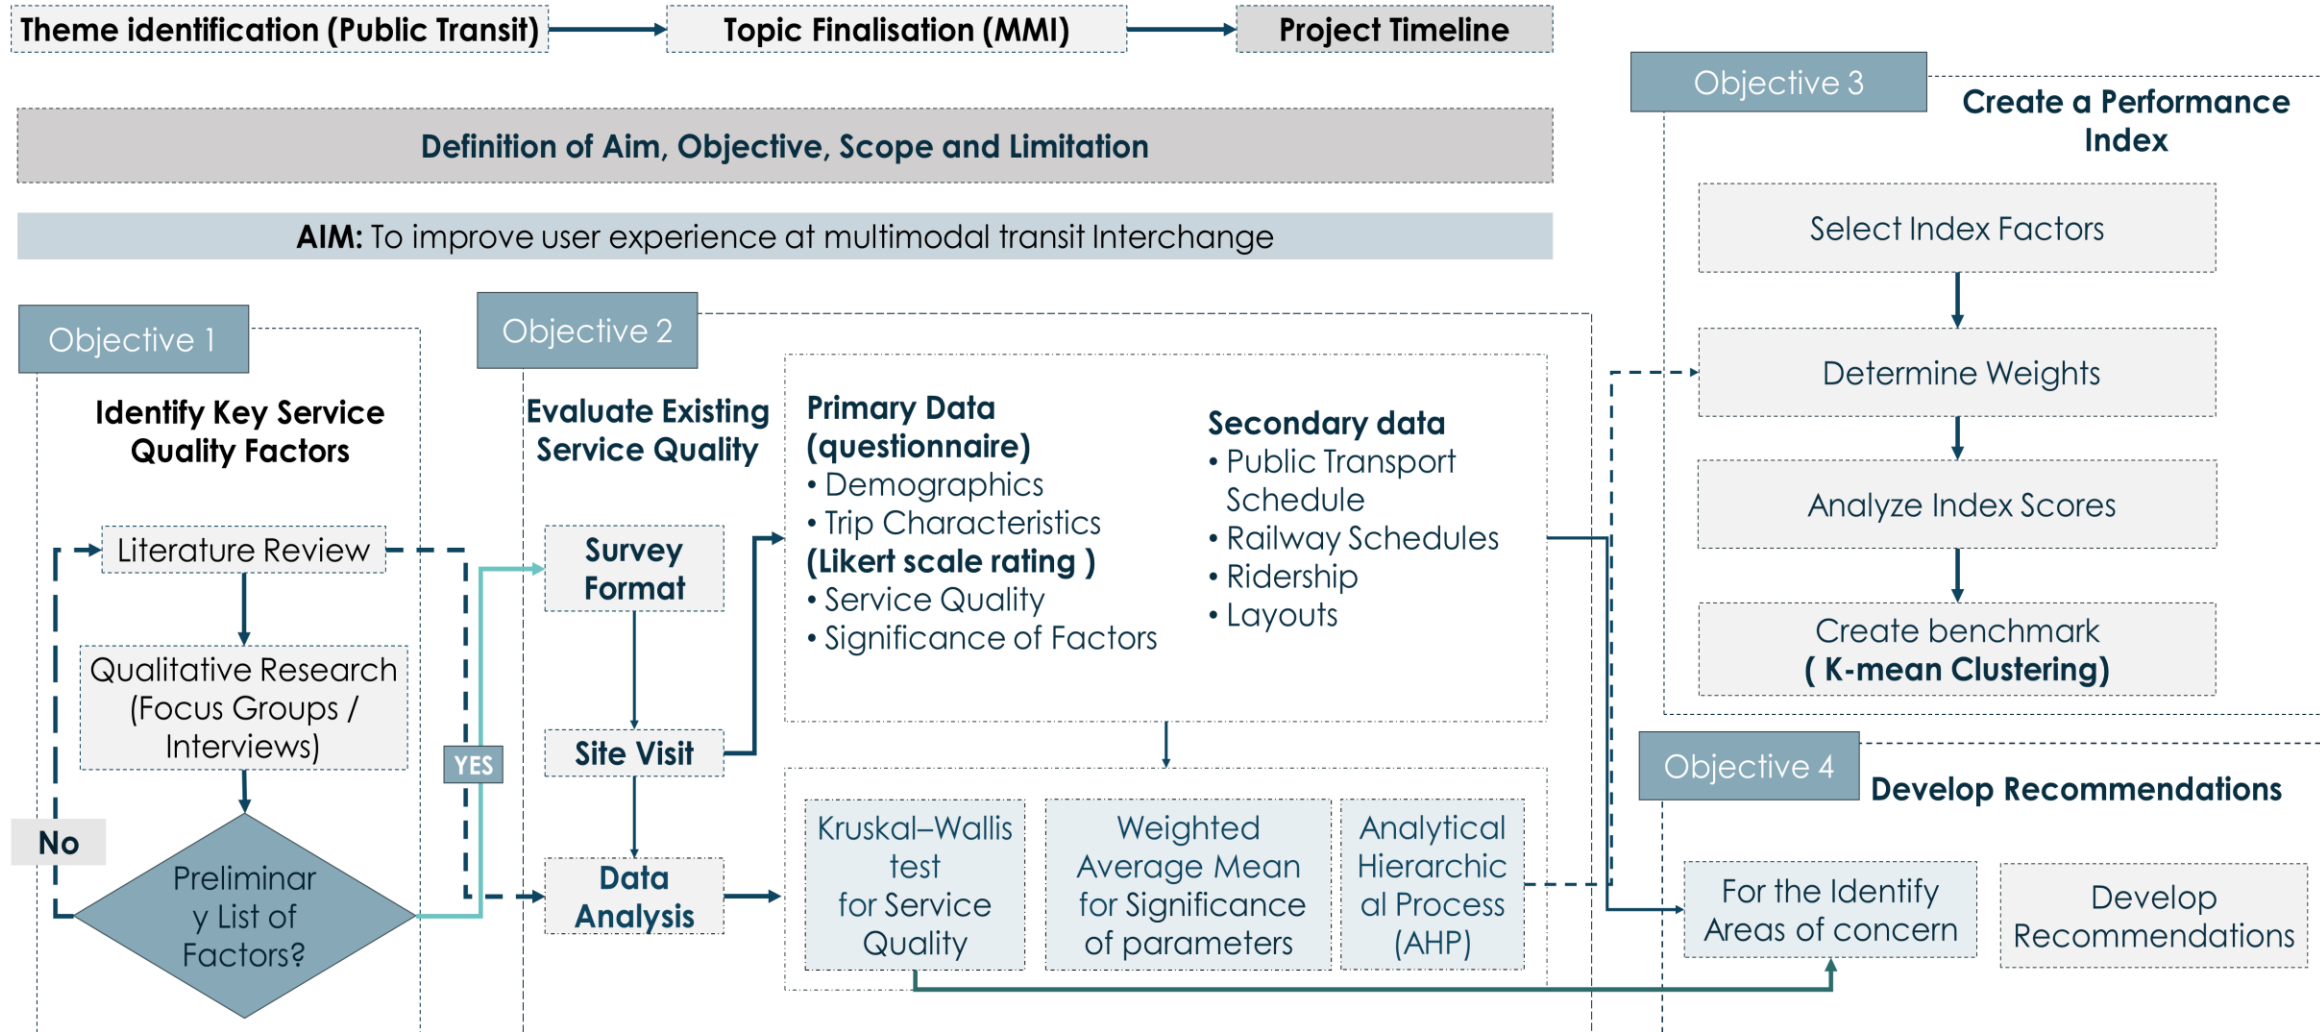 Theme identification (Public Transit)
Topic Finalisation (MMI)
Project Timeline
Definition of Aim, Objective, Scope and Limitation
AIM: To improve user experience at multimodal transit Interchange
Objective 1
Identify Key Service
Quality Factors
Literature Review
Qualitative Research
(Focus Groups /
Interviews)
No
Preliminar
y List of
Factors?
YES
Objective 2
Evaluate Existing
Service Quality
Survey
Format
Site Visit
Data
Analysis
Primary Data
(questionnaire)
• Demographics
• Trip Characteristics
(Likert scale rating )
• Service Quality
• Significance of Factors
Secondary data
• Public Transport
Schedule
• Railway Schedules
• Ridership
• Layouts
Kruskal–Wallis
test
for Service
Quality
Weighted
Average Mean
for Significance
of parameters
Analytical
Hierarchic
al Process
(AHP)
Objective 3
Create a Performance
Index
Select Index Factors
Determine Weights
Analyze Index Scores
Create benchmark
( K-mean Clustering)
Objective 4
Develop Recommendations
For the Identify
Areas of concern
Develop
Recommendations